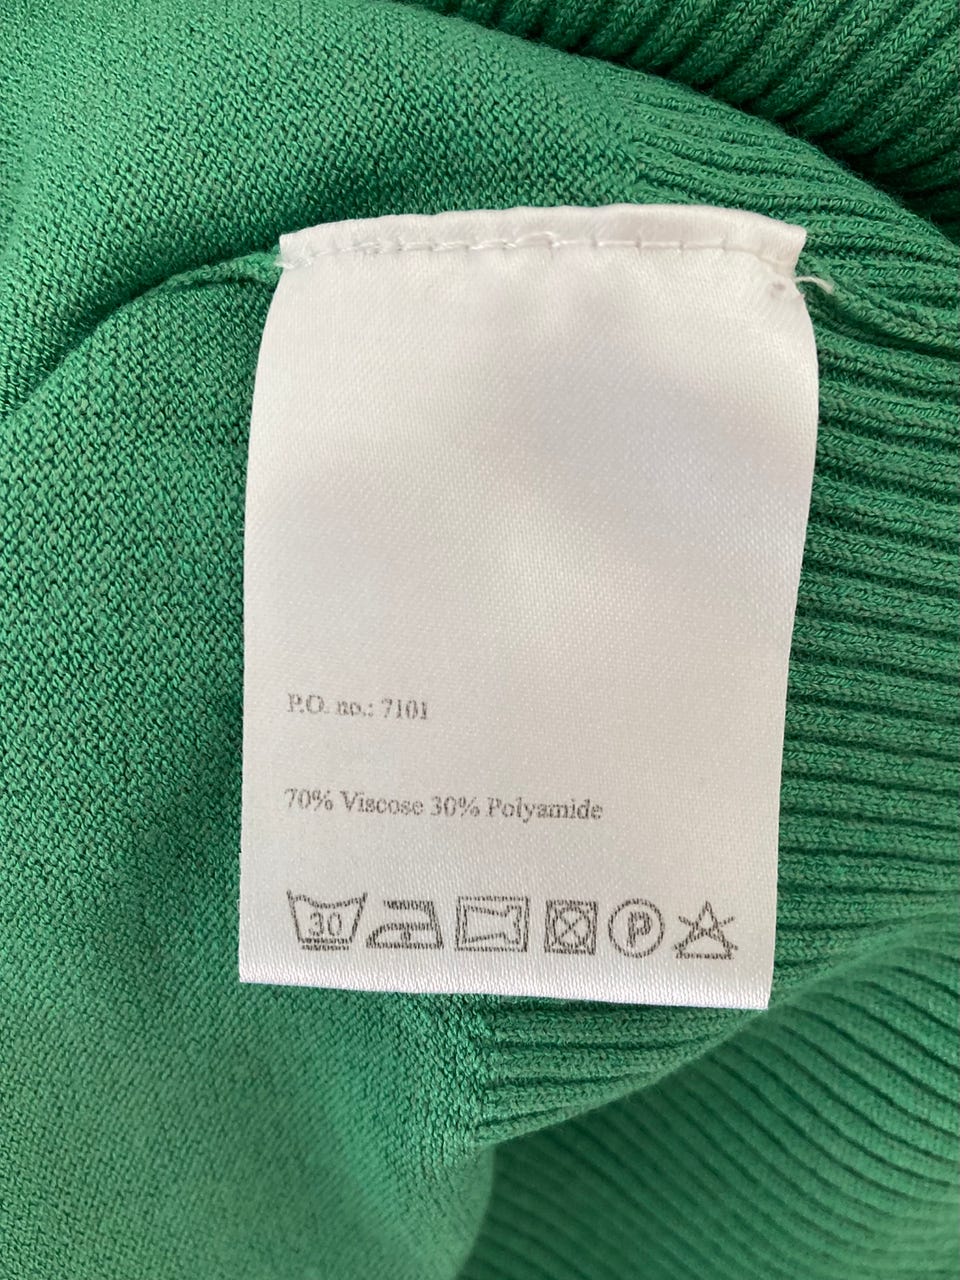 P.O. no.: 7101
70% Viscose 30% Polyamide
30 P